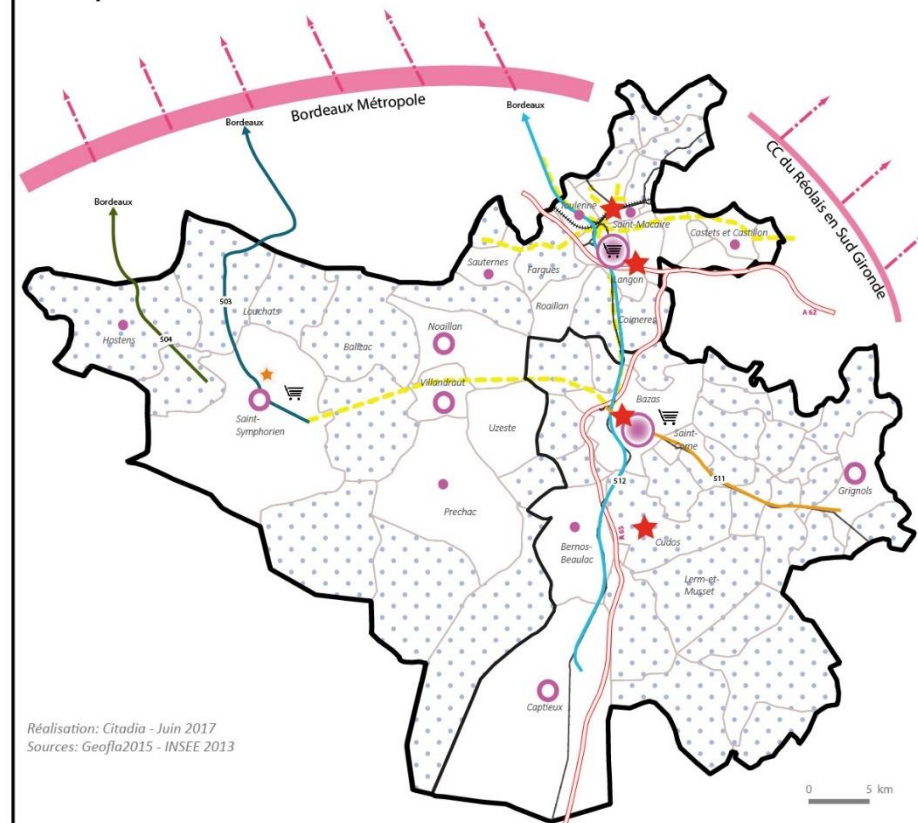 Bordeaux Métropole
CC du Réolais en Sud Gironde
Bordeaux
Bordeaux
Bordeaux
Toulenne
Saint-Macaire
Castets et Castillon
Langon
Sauternes
Fargues
Roaillan
Coimeres
A 62
503
504
Louchats
Hostens
Balizac
Noaillan
Villandraut
Saint-
Symphorien
Uzeste
Bazas
Saint-
Come
511
512
Grignols
Prechac
Bernos-
Beaulac
A 65
Cudos
Lerm-et-
Musset
Captieux
Réalisation: Citadia - Juin 2017
Sources: Geofla2015 - INSEE 2013
0 5 km